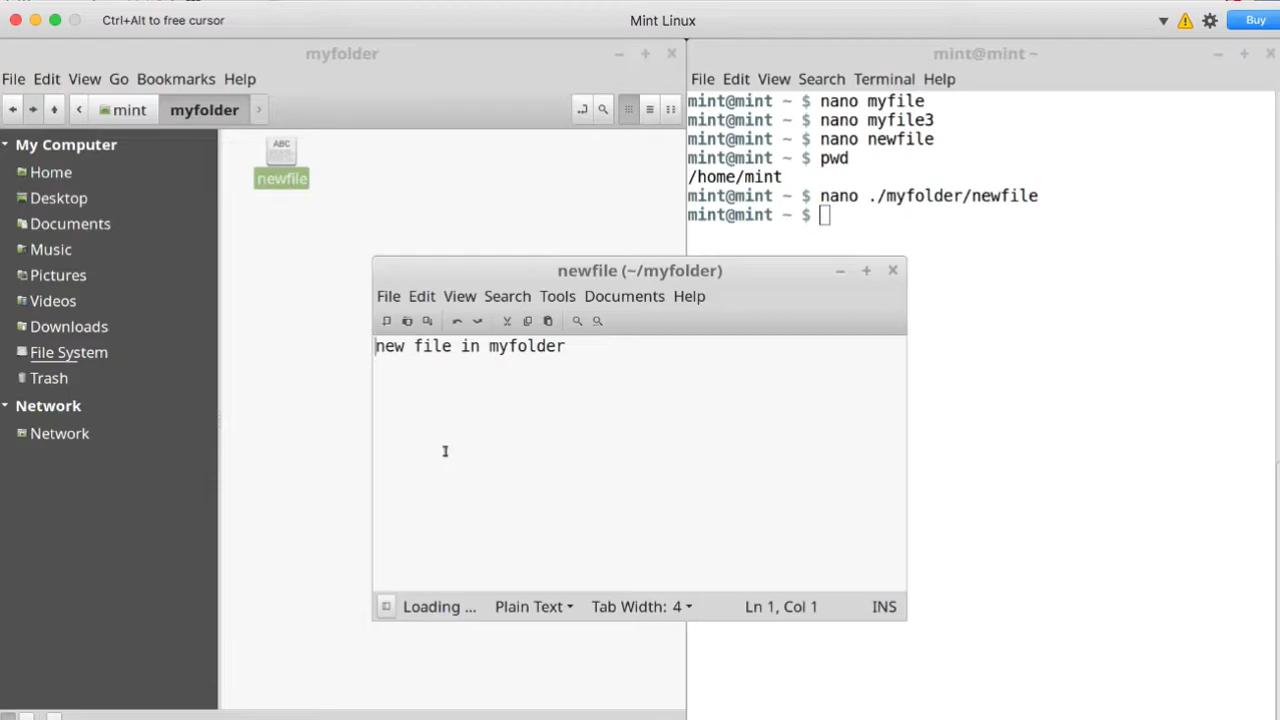 Ctrl+Alt to free cursor
Mint Linux
Buy
myfolder
File Edit View Go Bookmarks Help
mint myfolder
My Computer
Home
Desktop
Documents
Music
Pictures
Videos
Downloads
File System
Trash
Network
Network
ABC
newfile
mint@mint ~
File Edit View Search Terminal Help
mint@mint ~ $ nano myfile
mint@mint ~ $ nano myfile3
mint@mint ~ $ nano newfile
mint@mint ~ $ pwd
/home/mint
mint@mint ~ $ nano ./myfolder/newfile
mint@mint ~ $
newfile (~/myfolder)
File Edit View Search Tools Documents Help
new file in myfolder
Loading ... Plain Text Tab Width: 4 Ln 1, Col 1 INS